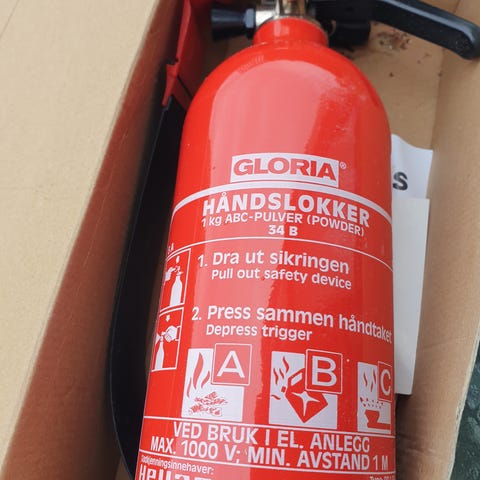 GLORIA®
HÅNDSLOKKER
1 kg ABC-PULVER (POWDER)
34 B
1. Dra ut sikringen
Pull out safety device
2. Press sammen håndtaket
Depress trigger
A B C
VED BRUK I EL. ANLEGG
MAX. 1000 V; MIN. AVSTAND 1 M